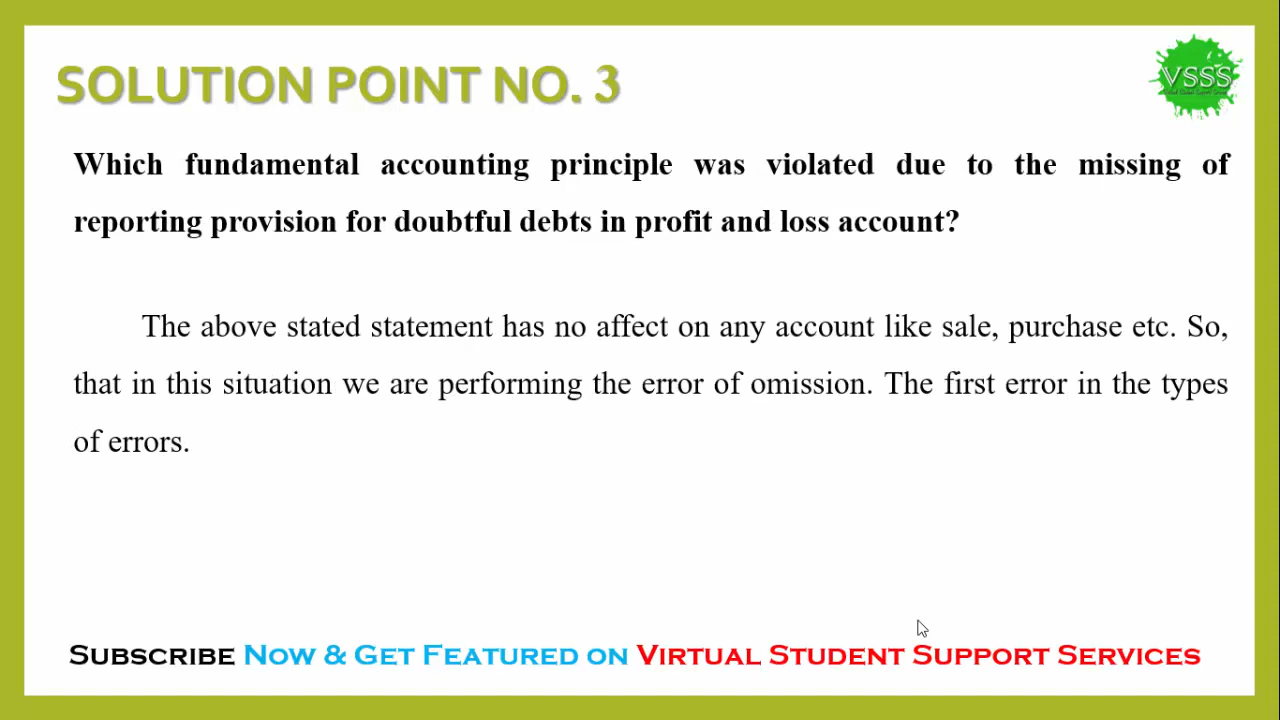 SOLUTION POINT NO. 3
VSSS
Which fundamental accounting principle was violated due to the missing of
reporting provision for doubtful debts in profit and loss account?
The above stated statement has no affect on any account like sale, purchase etc. So,
that in this situation we are performing the error of omission. The first error in the types
of errors.
SUBSCRIBE NOW & GET FEATURED ON VIRTUAL STUDENT SUPPORT SERVICES